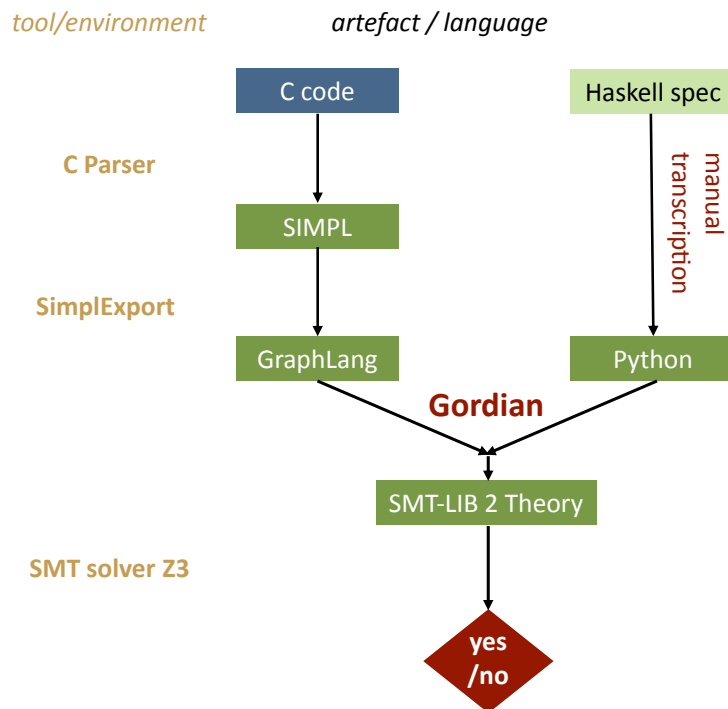 tool/environment
artefact / language
C code
Haskell spec
C Parser
manual
transcription
SIMPL
SimplExport
GraphLang
Python
Gordian
SMT-LIB 2 Theory
SMT solver Z3
yes
/no